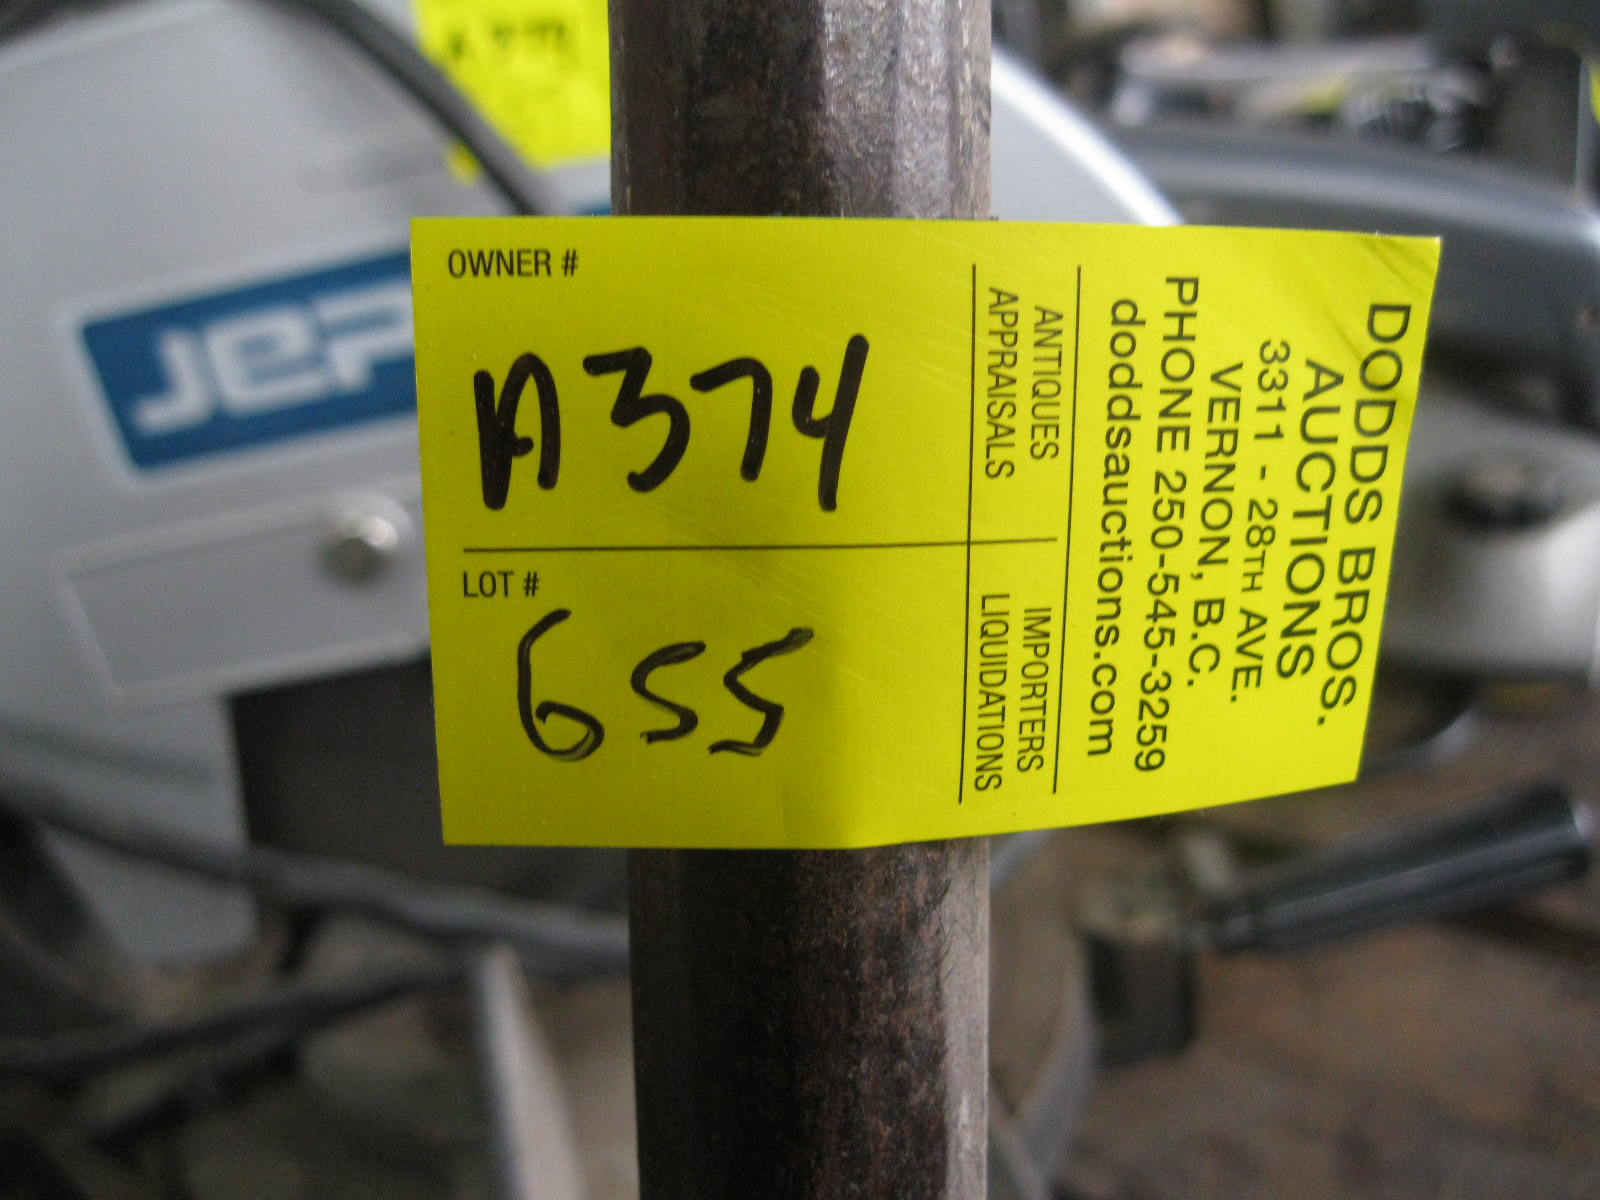 OWNER #
A374
LOT #
655
ANTIQUES
APPRAISALS
IMPORTERS
LIQUIDATIONS
DODDS BROS.
AUCTIONS
3311 - 28TH AVE.
VERNON, B.C.
PHONE 250-545-3259
doddsauctions.com